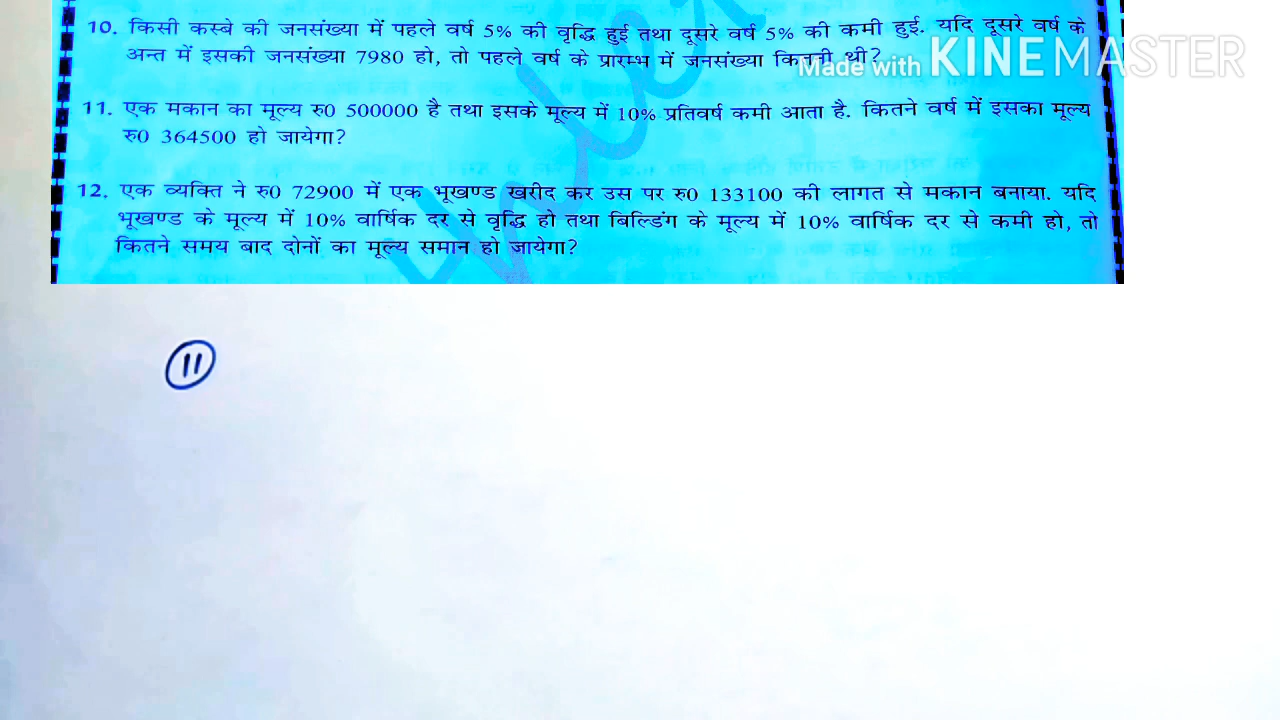 10. किसी कस्बे की जनसंख्या में पहले वर्ष 5% की वृद्धि हुई तथा दूसरे वर्ष 5% की कमी हुई. यदि दूसरे वर्ष के
अन्त में इसकी जनसंख्या 7980 हो, तो पहले वर्ष के प्रारम्भ में जनसंख्या कितनी थी?
Made with KINEMASTER
11. एक मकान का मूल्य रु0 500000 है तथा इसके मूल्य में 10% प्रतिवर्ष कमी आता है. कितने वर्ष में इसका मूल्य
रु0 364500 हो जायेगा?
12. एक व्यक्ति ने रु0 72900 में एक भूखण्ड खरीद कर उस पर रु0 133100 की लागत से मकान बनाया. यदि
भूखण्ड के मूल्य में 10% वार्षिक दर से वृद्धि हो तथा बिल्डिंग के मूल्य में 10% वार्षिक दर से कमी हो, तो
कितने समय बाद दोनों का मूल्य समान हो जायेगा?
11